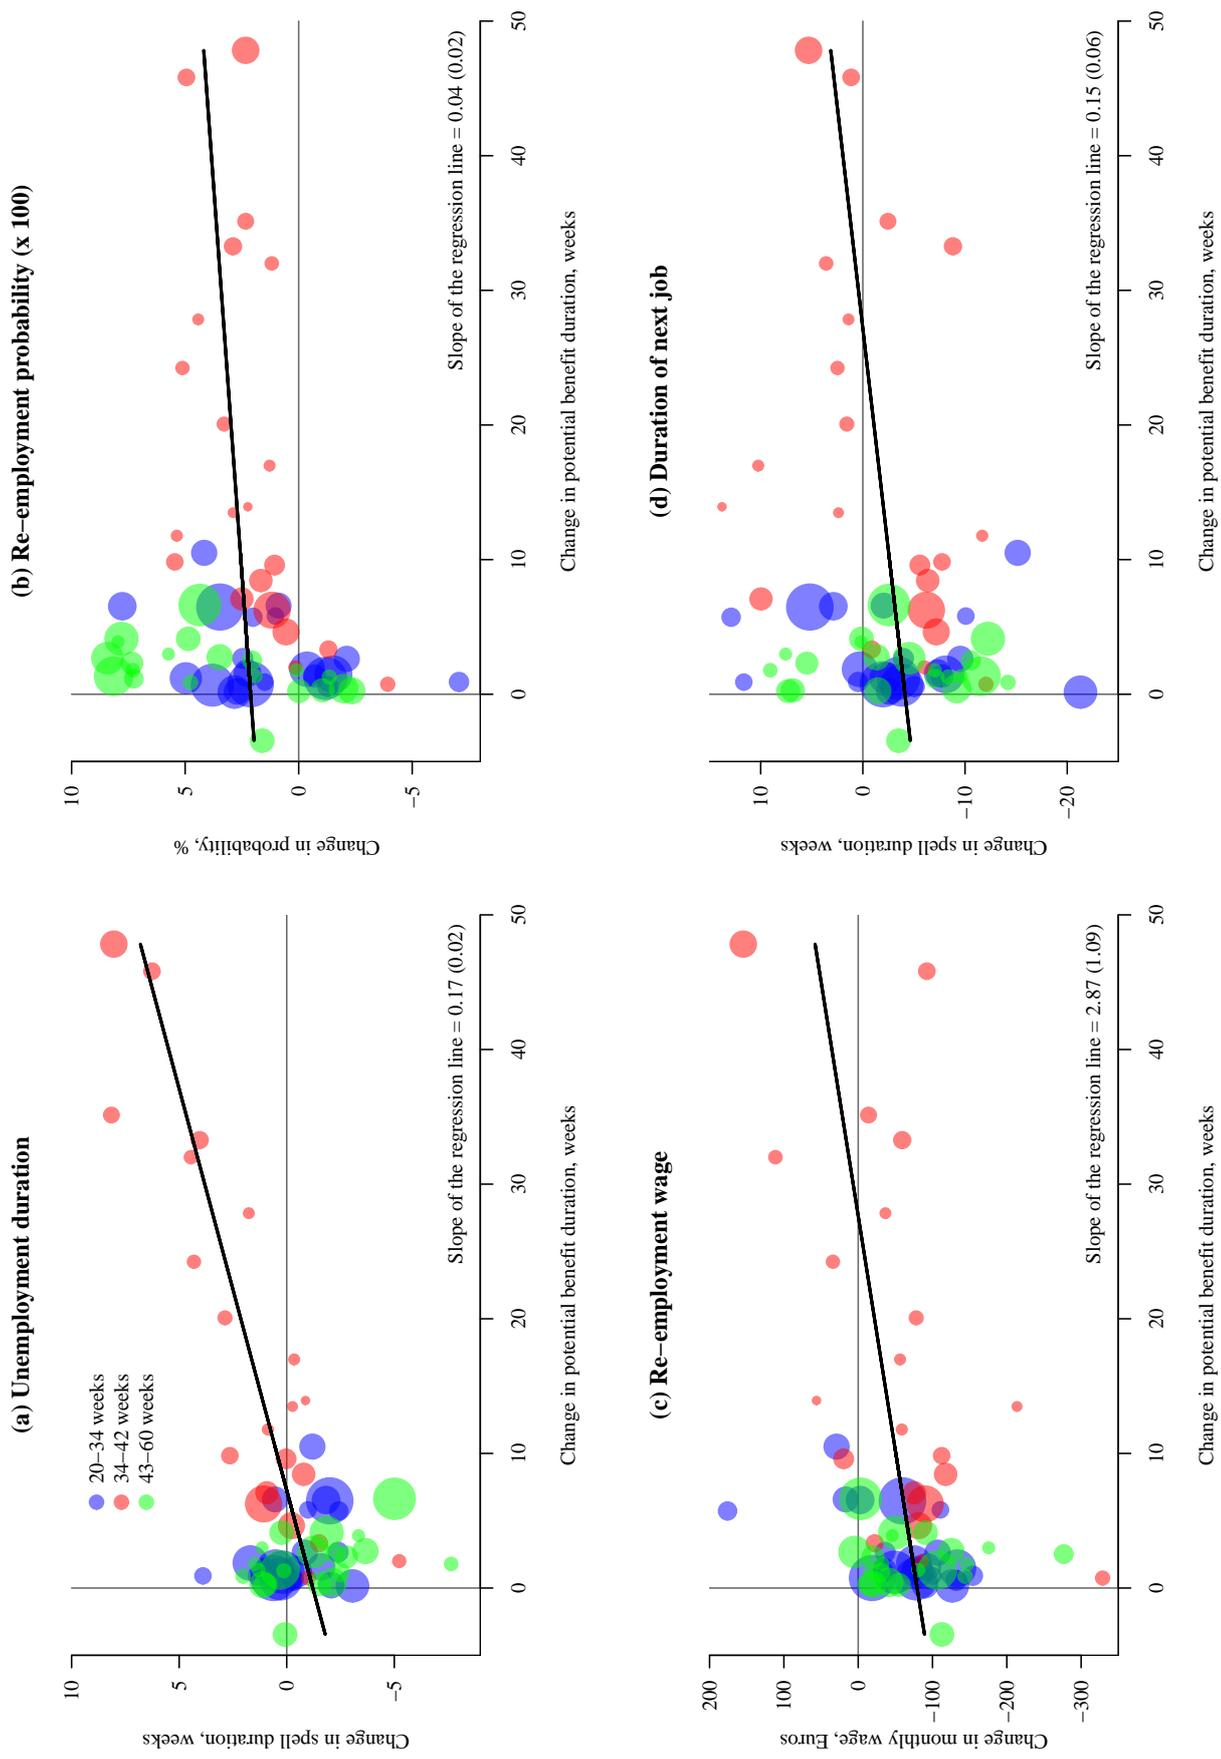 (a) Unemployment duration
20−34 weeks
34−42 weeks
43−60 weeks
10
5
0
−5
Change in spell duration, weeks
Slope of the regression line = 0.17 (0.02)
0
10
20
30
40
50
Change in potential benefit duration, weeks
(b) Re−employment probability (x 100)
10
5
0
−5
Change in probability, %
Slope of the regression line = 0.04 (0.02)
0
10
20
30
40
50
Change in potential benefit duration, weeks
(c) Re−employment wage
200
100
0
−100
−200
−300
Change in monthly wage, Euros
Slope of the regression line = 2.87 (1.09)
0
10
20
30
40
50
Change in potential benefit duration, weeks
(d) Duration of next job
10
0
−10
−20
Change in spell duration, weeks
Slope of the regression line = 0.15 (0.06)
0
10
20
30
40
50
Change in potential benefit duration, weeks